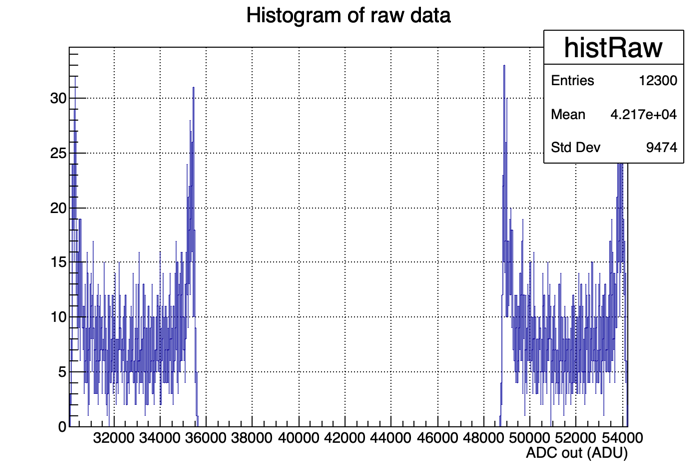 Histogram of raw data
histRaw
Entries 12300
Mean 4.217e+04
Std Dev 9474
30
25
20
15
10
5
0
32000 34000 36000 38000 40000 42000 44000 46000 48000 50000 52000 54000
ADC out (ADU)